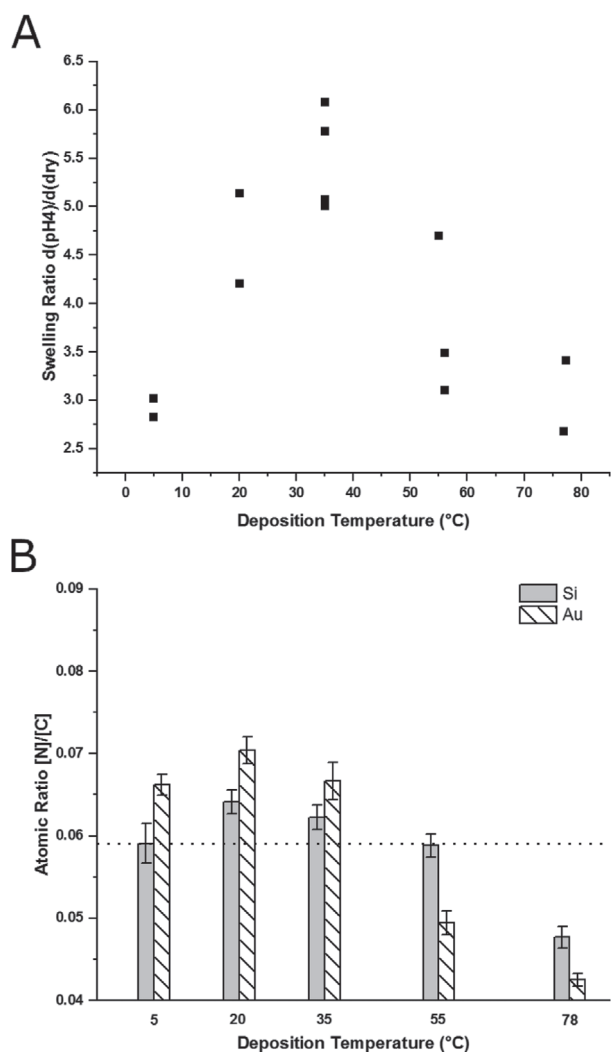 A
6.5
6.0
5.5
5.0
4.5
4.0
3.5
3.0
2.5
Swelling Ratio d(pH4)/d(dry)
0 10 20 30 40 50 60 70 80
Deposition Temperature (°C)
B
0.09
0.08
0.07
0.06
0.05
0.04
Atomic Ratio [N]/[C]
Si
Au
5 20 35 55 78
Deposition Temperature (°C)